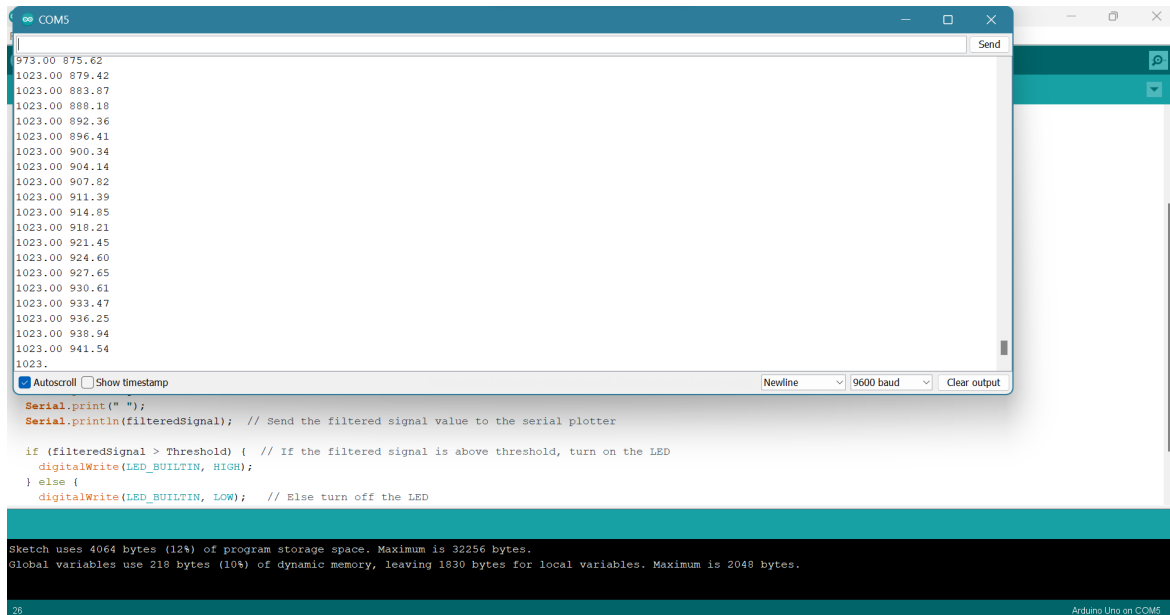 COM5
Send
973.00 875.62
1023.00 879.42
1023.00 883.87
1023.00 888.18
1023.00 892.36
1023.00 896.41
1023.00 900.34
1023.00 904.14
1023.00 907.82
1023.00 911.39
1023.00 914.85
1023.00 918.21
1023.00 921.45
1023.00 924.60
1023.00 927.65
1023.00 930.61
1023.00 933.47
1023.00 936.25
1023.00 938.94
1023.00 941.54
1023.
Autoscroll Show timestamp Newline 9600 baud Clear output
Serial.print(" ");
Serial.println(filteredSignal);  // Send the filtered signal value to the serial plotter
if (filteredSignal > Threshold) {  // If the filtered signal is above threshold, turn on the LED
digitalWrite(LED_BUILTIN, HIGH);
} else {
digitalWrite(LED_BUILTIN, LOW);   // Else turn off the LED
Sketch uses 4064 bytes (12%) of program storage space. Maximum is 32256 bytes.
Global variables use 218 bytes (10%) of dynamic memory, leaving 1830 bytes for local variables. Maximum is 2048 bytes.
26 Arduino Uno on COM5